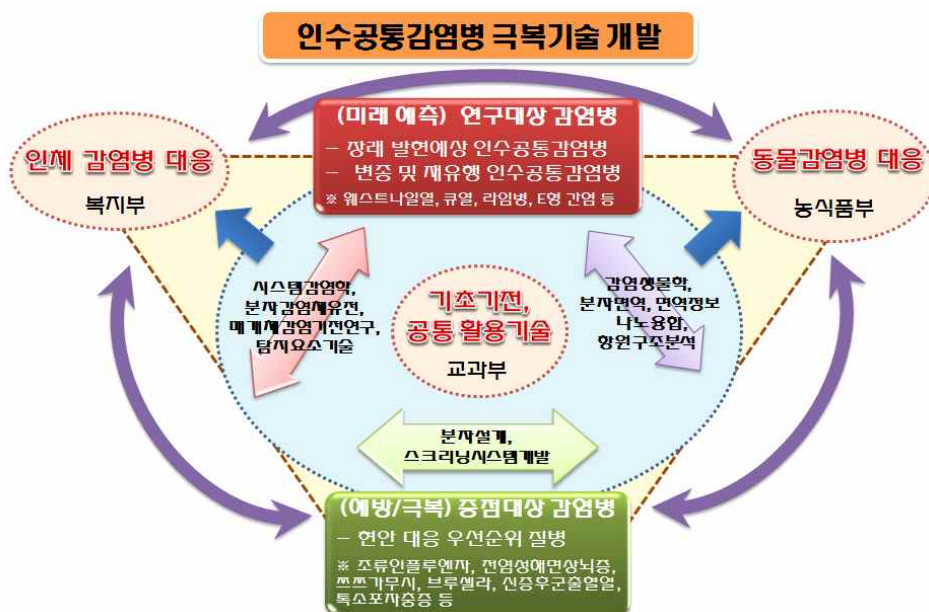 인수공통감염병 극복기술 개발
(미래 예측) 연구대상 감염병
- 장래 발현예상 인수공통감염병
- 변종 및 재유행 인수공통감염병
※ 웨스트나일열, 큐열, 라임병, E형 간염 등
인체 감염병 대응
복지부
동물감염병 대응
농식품부
시스템감염학,
분자감염체유전,
매개체감염기전연구,
탐지요소기술
기초기전,
공통 활용기술
교과부
감염생물학,
분자면역, 면역정보
나노융합,
항원구조분석
분자설계,
스크리닝시스템개발
(예방/극복) 중점대상 감염병
- 현안 대응 우선순위 질병
※ 조류인플루엔자, 전염성해면상뇌증,
쯔쯔가무시, 브루셀라, 신증후군출혈열,
톡소포자충증 등